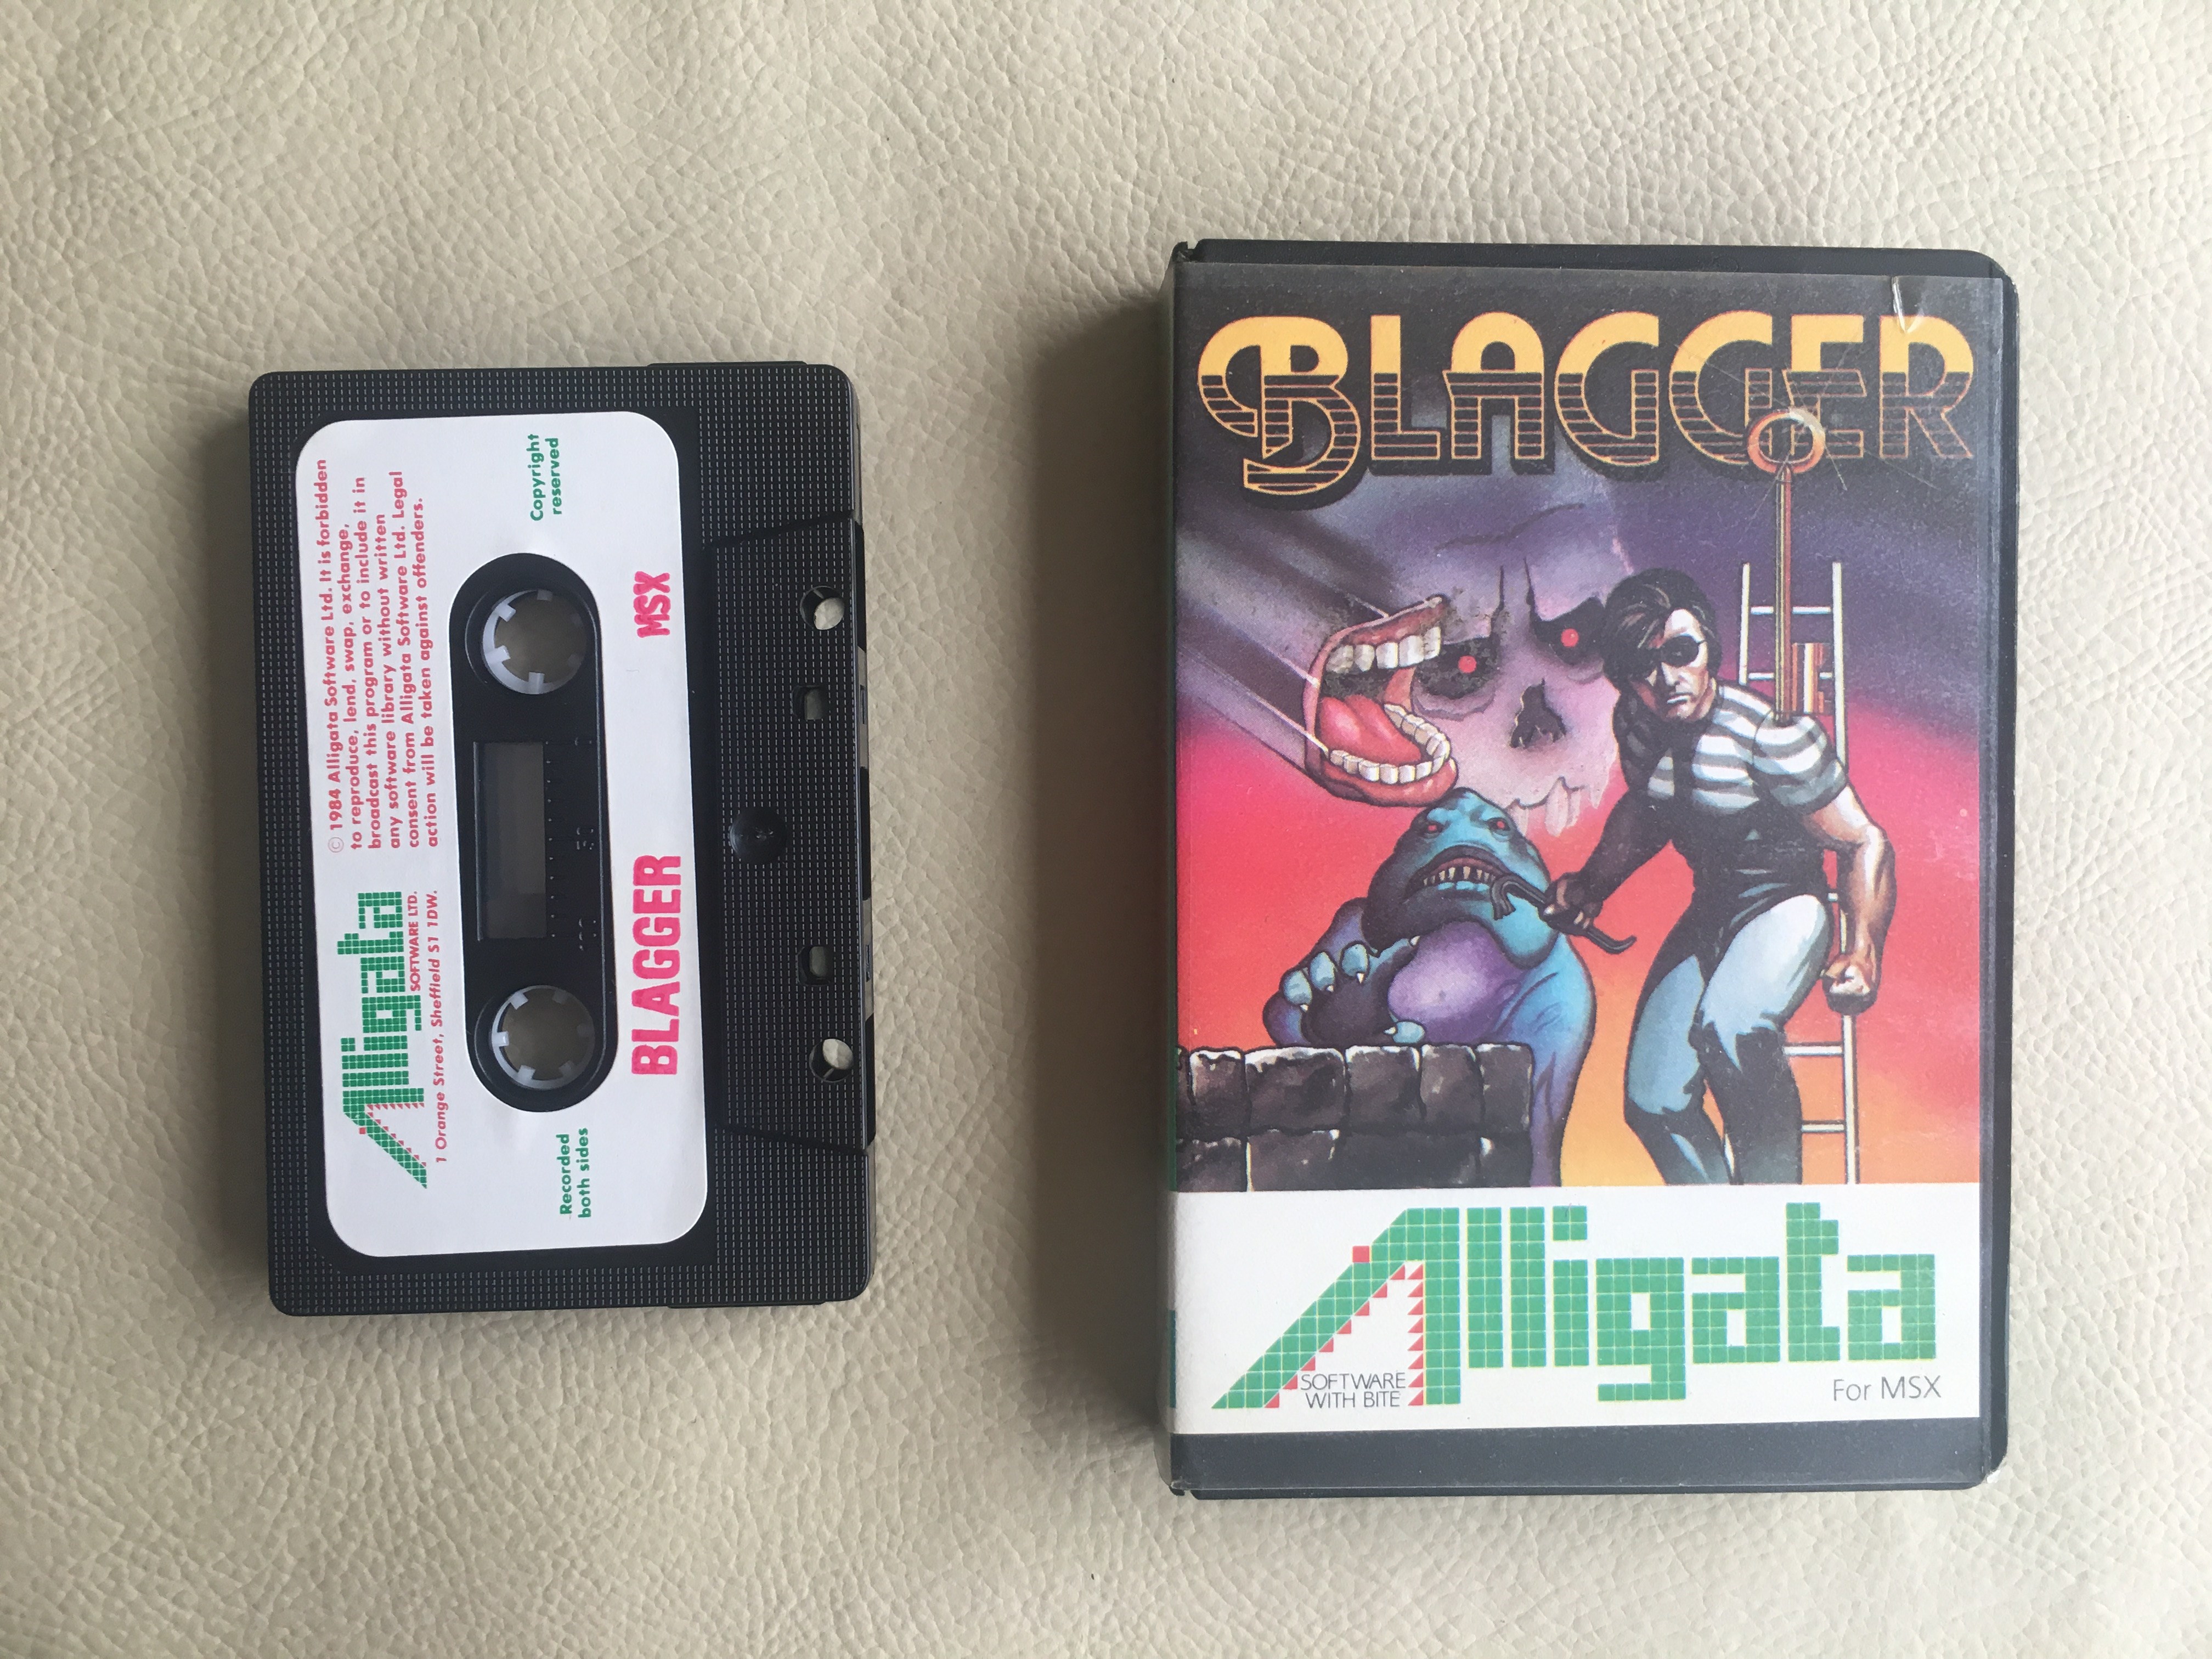 Alligata
SOFTWARE LTD.
1 Orange Street, Sheffield S1 1DW.
© 1984 Alligata Software Ltd. It is forbidden
to reproduce, lend, swap, exchange,
broadcast this program or to include it in
any software library without written
consent from Alligata Software Ltd. Legal
action will be taken against offenders.
Recorded
both sides
Copyright
reserved
BLAGGER
MSX
BLAGGER
Alligata
SOFTWARE
WITH BITE
For MSX